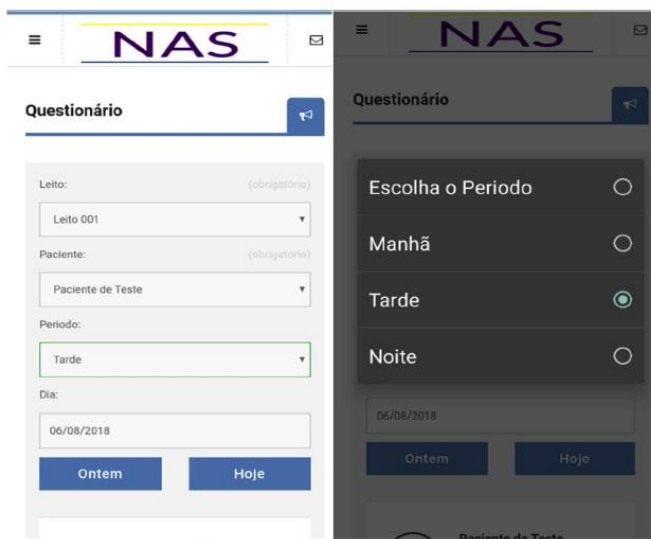 NAS
Questionário
Leito: (obrigatório)
Leito 001
Paciente: (obrigatório)
Paciente de Teste
Periodo:
Tarde
Dia:
06/08/2018
Ontem Hoje
NAS
Questionário
Escolha o Periodo
Manhã
Tarde
Noite
06/08/2018
Ontem Hoje
Paciente de Teste